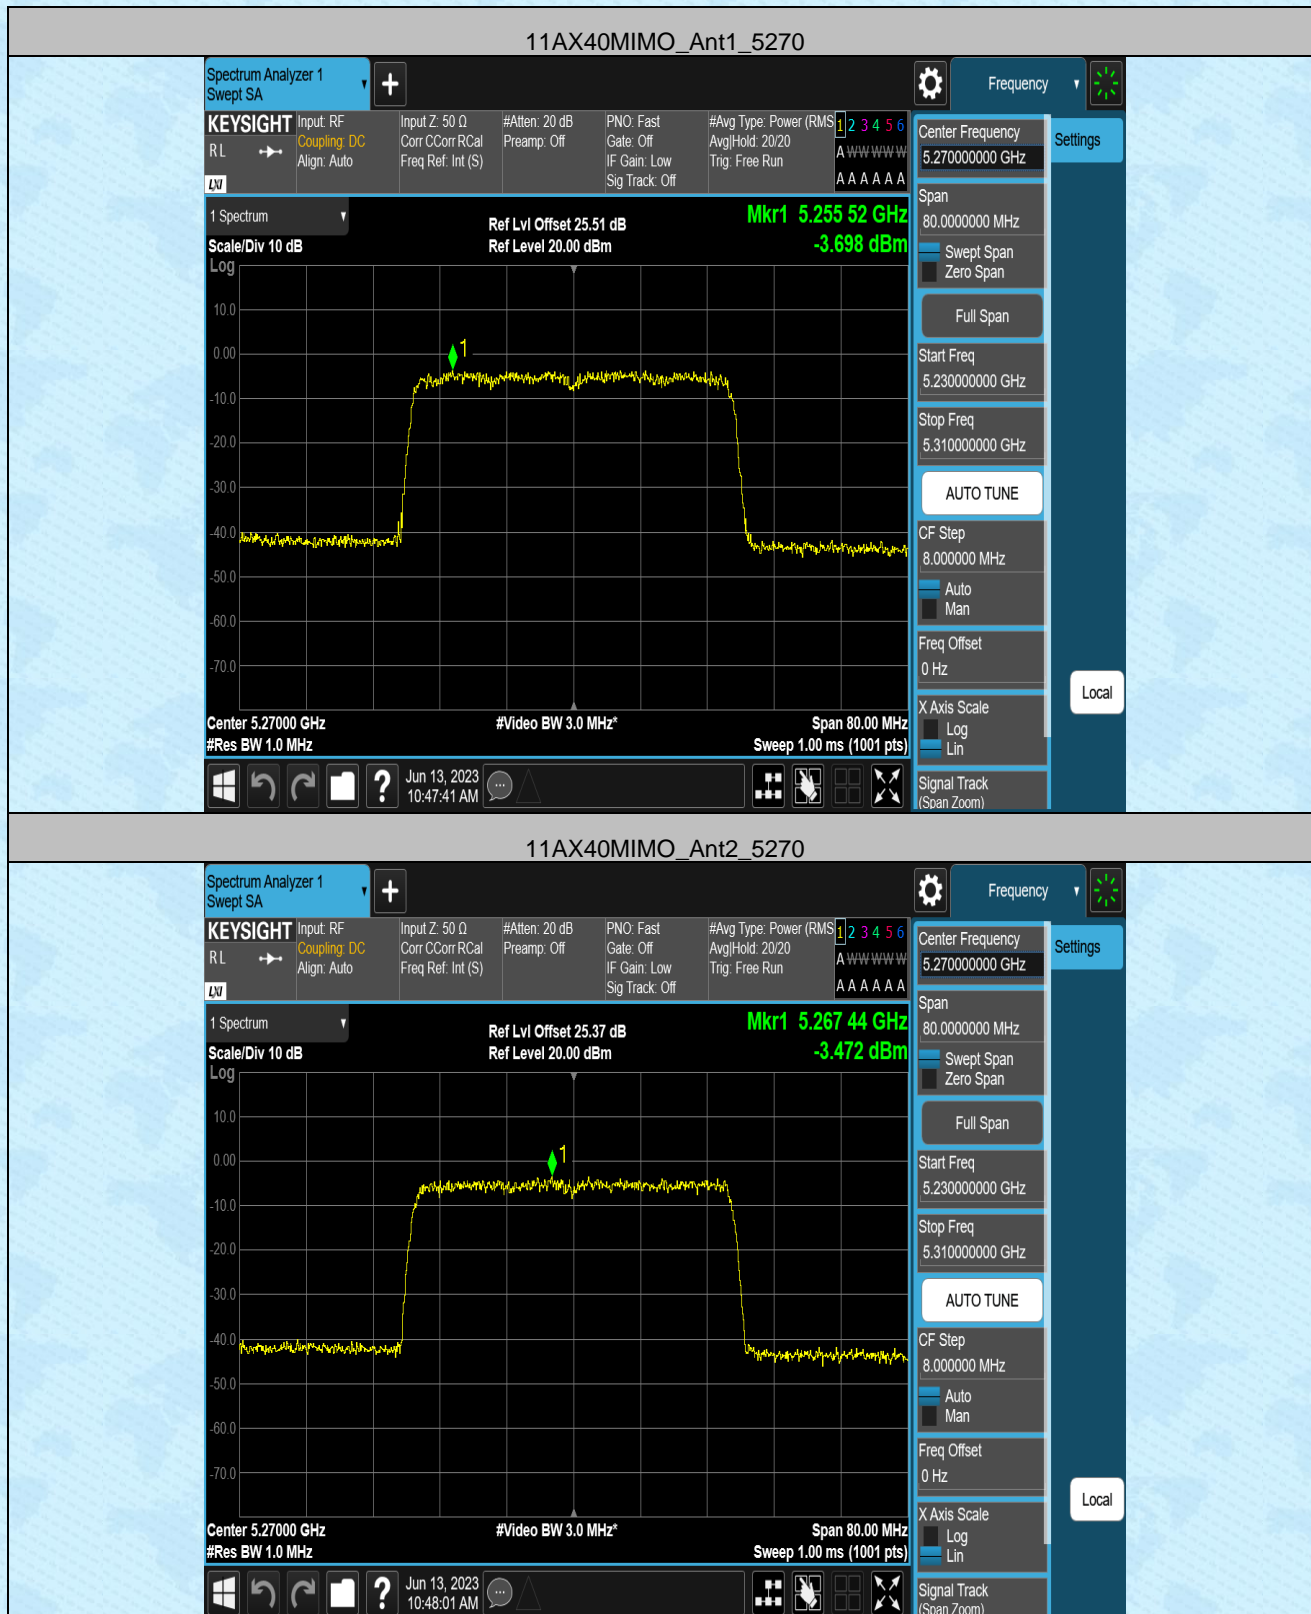 11AX40MIMO_Ant1_5270
Spectrum Analyzer 1
Swept SA
Frequency
KEYSIGHT
R L
LXI
Input: RF
Coupling: DC
Align: Auto
Input Z: 50 Ω
Corr CCorr RCal
Freq Ref: Int (S)
#Atten: 20 dB
Preamp: Off
PNO: Fast
Gate: Off
IF Gain: Low
Sig Track: Off
#Avg Type: Power (RMS
Avg|Hold: 20/20
Trig: Free Run
1 2 3 4 5 6
A W W W W W
A A A A A A
1 Spectrum
Scale/Div 10 dB
Log
Ref Lvl Offset 25.51 dB
Ref Level 20.00 dBm
Mkr1 5.255 52 GHz
-3.698 dBm
10.0
0.00
-10.0
-20.0
-30.0
-40.0
-50.0
-60.0
-70.0
1
Center 5.27000 GHz
#Res BW 1.0 MHz
#Video BW 3.0 MHz*
Span 80.00 MHz
Sweep 1.00 ms (1001 pts)
?
Jun 13, 2023
10:47:41 AM
Center Frequency
5.270000000 GHz
Span
80.0000000 MHz
Swept Span
Zero Span
Full Span
Start Freq
5.230000000 GHz
Stop Freq
5.310000000 GHz
AUTO TUNE
CF Step
8.000000 MHz
Auto
Man
Freq Offset
0 Hz
X Axis Scale
Log
Lin
Signal Track
(Span Zoom)
Settings
Local
11AX40MIMO_Ant2_5270
Spectrum Analyzer 1
Swept SA
Frequency
KEYSIGHT
R L
LXI
Input: RF
Coupling: DC
Align: Auto
Input Z: 50 Ω
Corr CCorr RCal
Freq Ref: Int (S)
#Atten: 20 dB
Preamp: Off
PNO: Fast
Gate: Off
IF Gain: Low
Sig Track: Off
#Avg Type: Power (RMS
Avg|Hold: 20/20
Trig: Free Run
1 2 3 4 5 6
A W W W W W
A A A A A A
1 Spectrum
Scale/Div 10 dB
Log
Ref Lvl Offset 25.37 dB
Ref Level 20.00 dBm
Mkr1 5.267 44 GHz
-3.472 dBm
10.0
0.00
-10.0
-20.0
-30.0
-40.0
-50.0
-60.0
-70.0
1
Center 5.27000 GHz
#Res BW 1.0 MHz
#Video BW 3.0 MHz*
Span 80.00 MHz
Sweep 1.00 ms (1001 pts)
?
Jun 13, 2023
10:48:01 AM
Center Frequency
5.270000000 GHz
Span
80.0000000 MHz
Swept Span
Zero Span
Full Span
Start Freq
5.230000000 GHz
Stop Freq
5.310000000 GHz
AUTO TUNE
CF Step
8.000000 MHz
Auto
Man
Freq Offset
0 Hz
X Axis Scale
Log
Lin
Signal Track
(Span Zoom)
Settings
Local